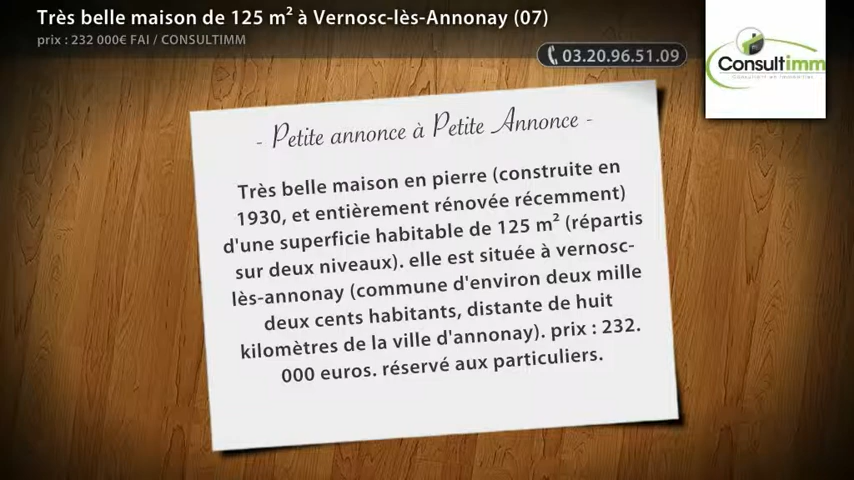 Très belle maison de 125 m² à Vernosc-lès-Annonay (07)
prix : 232 000€ FAI / CONSULTIMM
03.20.96.51.09
Consultimm
- Petite annonce à Petite Annonce -
Très belle maison en pierre (construite en
1930, et entièrement rénovée récemment)
d'une superficie habitable de 125 m² (répartis
sur deux niveaux). elle est située à vernosc-
lès-annonay (commune d'environ deux mille
deux cents habitants, distante de huit
kilomètres de la ville d'annonay). prix : 232.
000 euros. réservé aux particuliers.